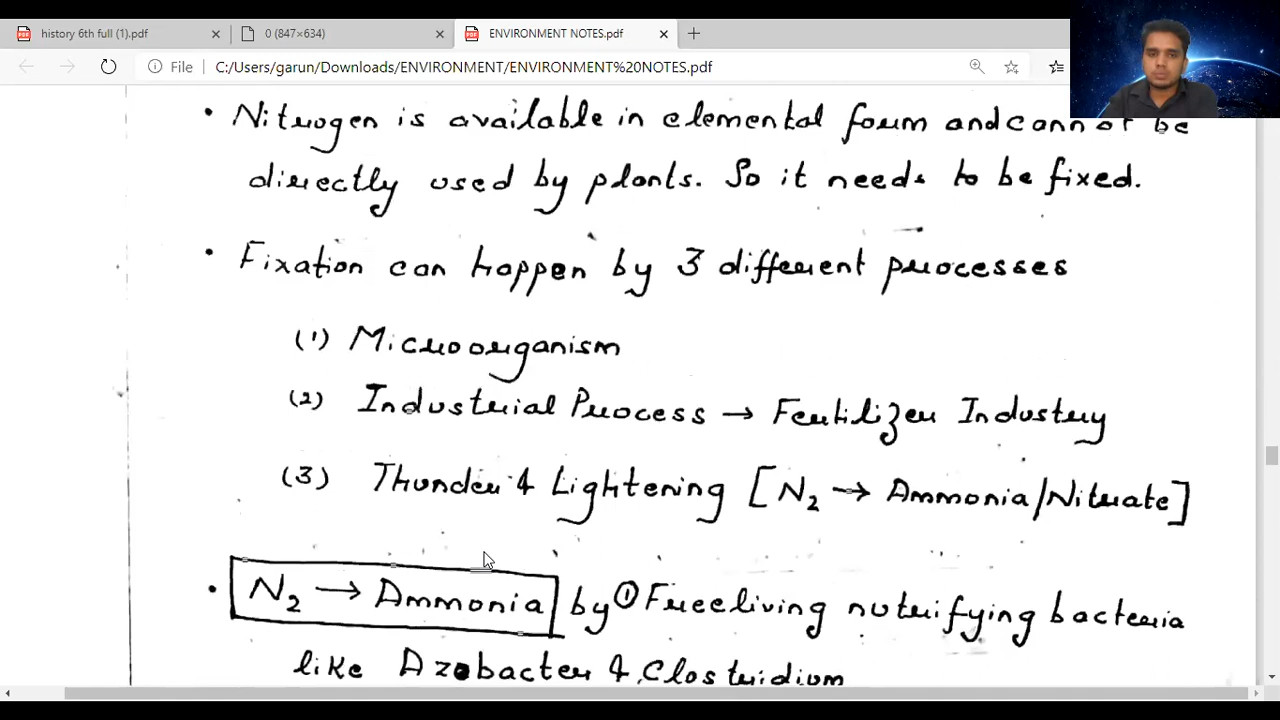 history 6th full (1).pdf
0 (847×634)
ENVIRONMENT NOTES.pdf
File C:/Users/garun/Downloads/ENVIRONMENT/ENVIRONMENT%20NOTES.pdf
• Nitrogen is available in elemental form and cannot be
directly used by plants. So it needs to be fixed.
• Fixation can happen by 3 different processes
(1) Microorganism
(2) Industrial Process → Fertilizer Industry
(3) Thunder & Lightening [N2 → Ammonia/Nitrate]
• N2 → Ammonia by ① Freeliving nutrifying bacteria
like Azobacter & Clostridium